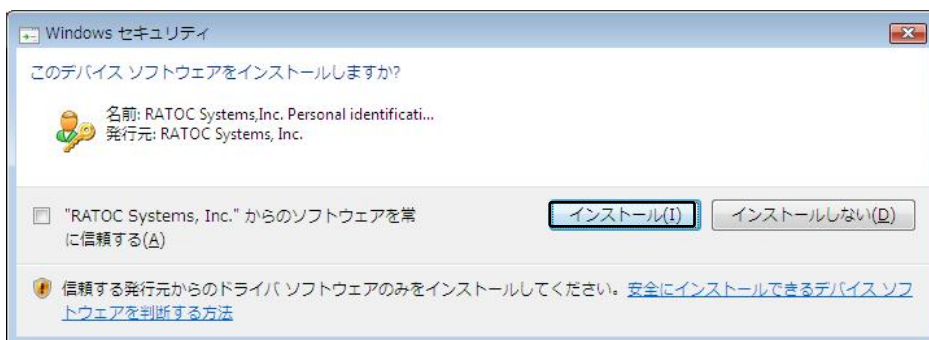 Windows セキュリティ
このデバイス ソフトウェアをインストールしますか?
名前: RATOC Systems,Inc. Personal identificati...
発行元: RATOC Systems, Inc.
"RATOC Systems, Inc." からのソフトウェアを常
に信頼する(A)
インストール(I)
インストールしない(D)
信頼する発行元からのドライバ ソフトウェアのみをインストールしてください。安全にインストールできるデバイス ソフ
トウェアを判断する方法